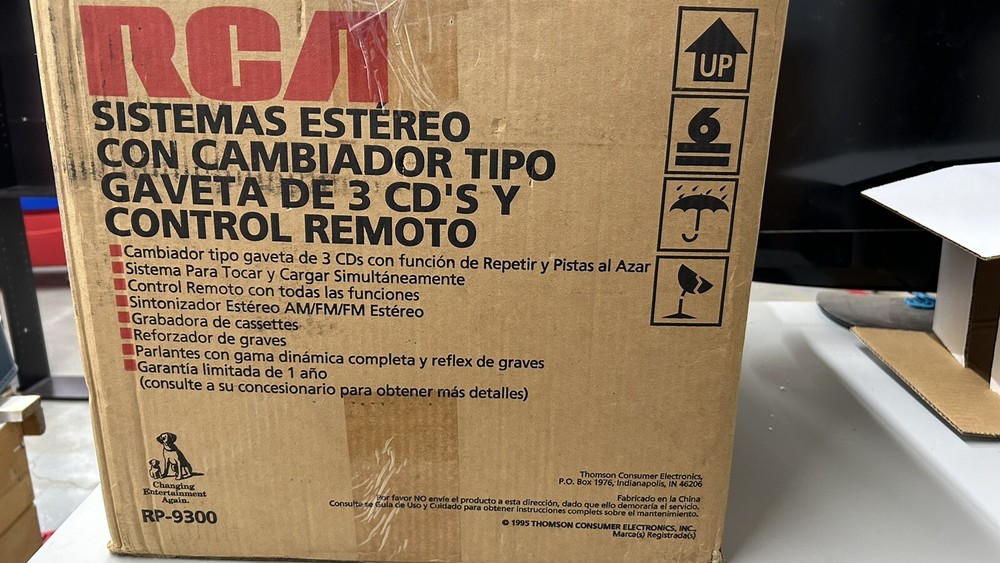 RCA
SISTEMAS ESTÉREO
CON CAMBIADOR TIPO
GAVETA DE 3 CD'S Y
CONTROL REMOTO
Cambiador tipo gaveta de 3 CDs con función de Repetir y Pistas al Azar
Sistema Para Tocar y Cargar Simultáneamente
Control Remoto con todas las funciones
Sintonizador Estéreo AM/FM/FM Estéreo
Grabadora de cassettes
Reforzador de graves
Parlantes con gama dinámica completa y reflex de graves
Garantía limitada de 1 año
(consulte a su concesionario para obtener más detalles)
UP
6
Changing
Entertainment
Again.
RP-9300
Thomson Consumer Electronics,
P.O. Box 1976, Indianapolis, IN 46206
Fabricado en la China
Por favor NO envíe el producto a esta dirección, dado que ello demoraría el servicio.
Consulte se Guía de Uso y Cuidado para obtener instrucciones complets sobre el mantenimiento.
© 1995 THOMSON CONSUMER ELECTRONICS, INC.
Marca(s) Registrada(s)